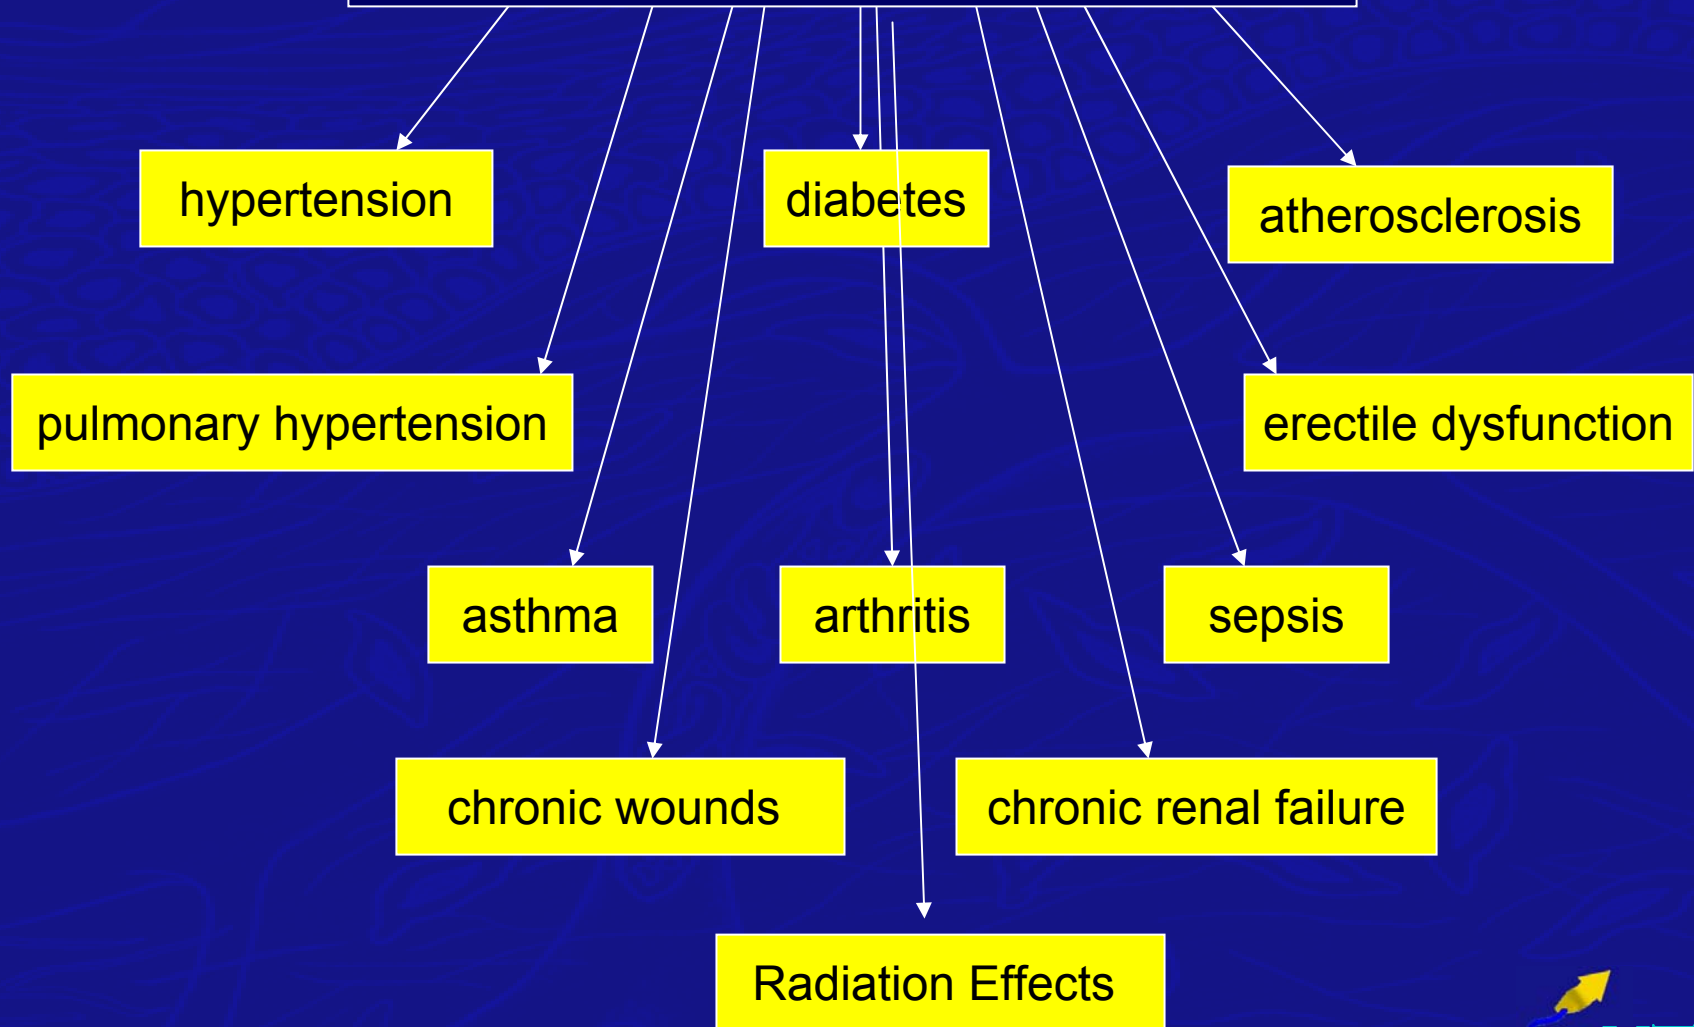 hypertension
diabetes
atherosclerosis
pulmonary hypertension
erectile dysfunction
asthma
arthritis
sepsis
chronic wounds
chronic renal failure
Radiation Effects